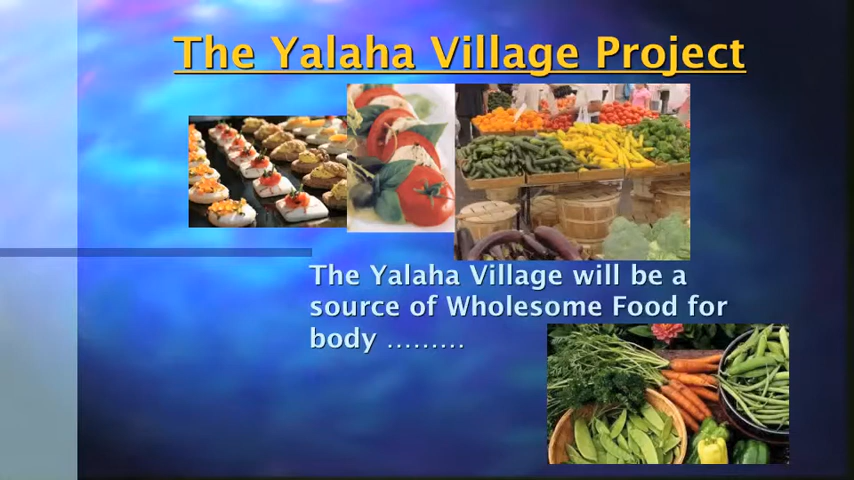 The Yalaha Village Project
The Yalaha Village will be a
source of Wholesome Food for
body .........